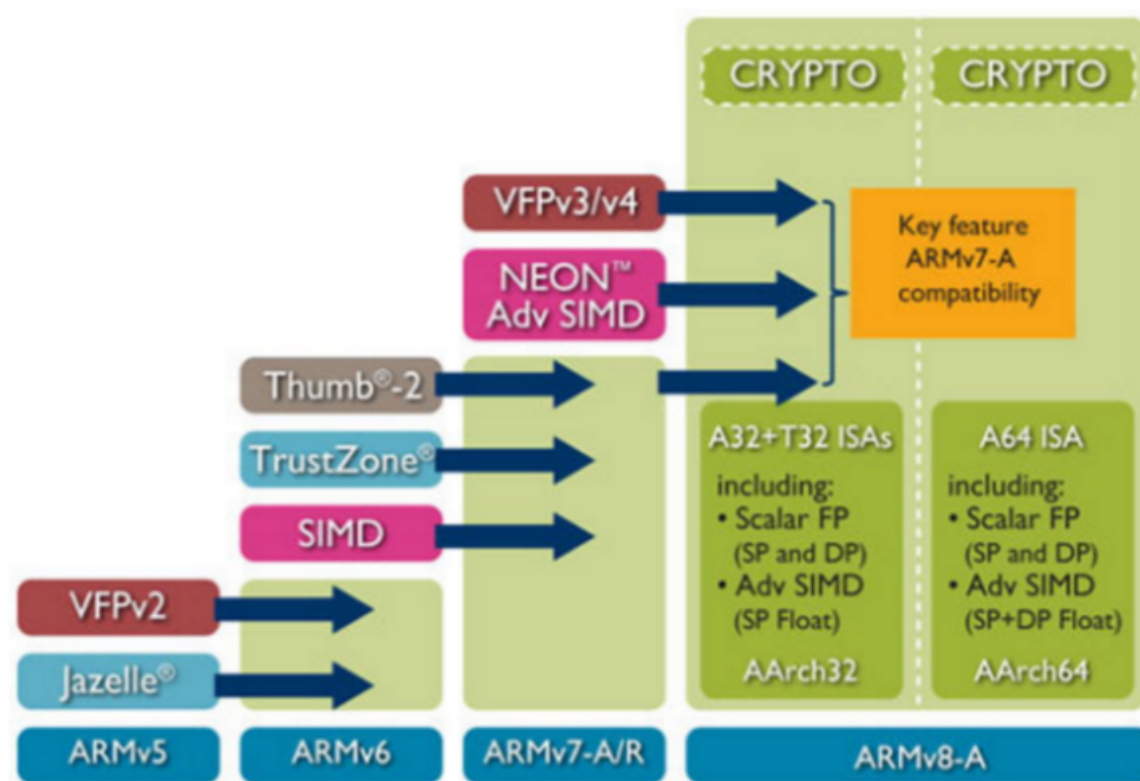 CRYPTO
CRYPTO
VFPv3/v4
NEON™
Adv SIMD
Key feature
ARMv7-A
compatibility
Thumb®-2
TrustZone®
SIMD
VFPv2
Jazelle®
A32+T32 ISAs
including:
• Scalar FP
(SP and DP)
• Adv SIMD
(SP Float)
AArch32
A64 ISA
including:
• Scalar FP
(SP and DP)
• Adv SIMD
(SP+DP Float)
AArch64
ARMv5
ARMv6
ARMv7-A/R
ARMv8-A